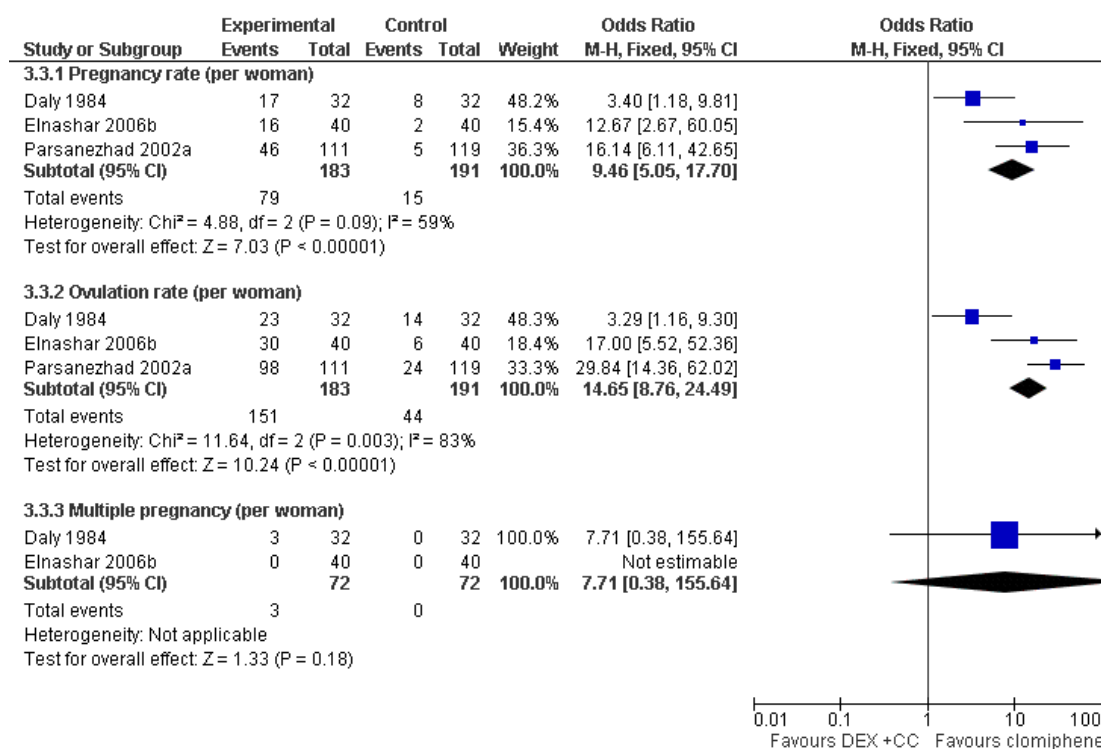 Experimental Control Odds Ratio Odds Ratio
Study or Subgroup Events Total Events Total Weight M-H, Fixed, 95% CI M-H, Fixed, 95% CI
3.3.1 Pregnancy rate (per woman)
Daly 1984 17 32 8 32 48.2% 3.40 [1.18, 9.81]
Elnashar 2006b 16 40 2 40 15.4% 12.67 [2.67, 60.05]
Parsanezhad 2002a 46 111 5 119 36.3% 16.14 [6.11, 42.65]
Subtotal (95% CI) 183 191 100.0% 9.46 [5.05, 17.70]
Total events 79 15
Heterogeneity: Chi² = 4.88, df = 2 (P = 0.09); I² = 59%
Test for overall effect: Z = 7.03 (P < 0.00001)
3.3.2 Ovulation rate (per woman)
Daly 1984 23 32 14 32 48.3% 3.29 [1.16, 9.30]
Elnashar 2006b 30 40 6 40 18.4% 17.00 [5.52, 52.36]
Parsanezhad 2002a 98 111 24 119 33.3% 29.84 [14.36, 62.02]
Subtotal (95% CI) 183 191 100.0% 14.65 [8.76, 24.49]
Total events 151 44
Heterogeneity: Chi² = 11.64, df = 2 (P = 0.003); I² = 83%
Test for overall effect: Z = 10.24 (P < 0.00001)
3.3.3 Multiple pregnancy (per woman)
Daly 1984 3 32 0 32 100.0% 7.71 [0.38, 155.64]
Elnashar 2006b 0 40 0 40 Not estimable
Subtotal (95% CI) 72 72 100.0% 7.71 [0.38, 155.64]
Total events 3 0
Heterogeneity: Not applicable
Test for overall effect: Z = 1.33 (P = 0.18)
0.01 0.1 1 10 100
Favours DEX +CC Favours clomiphene